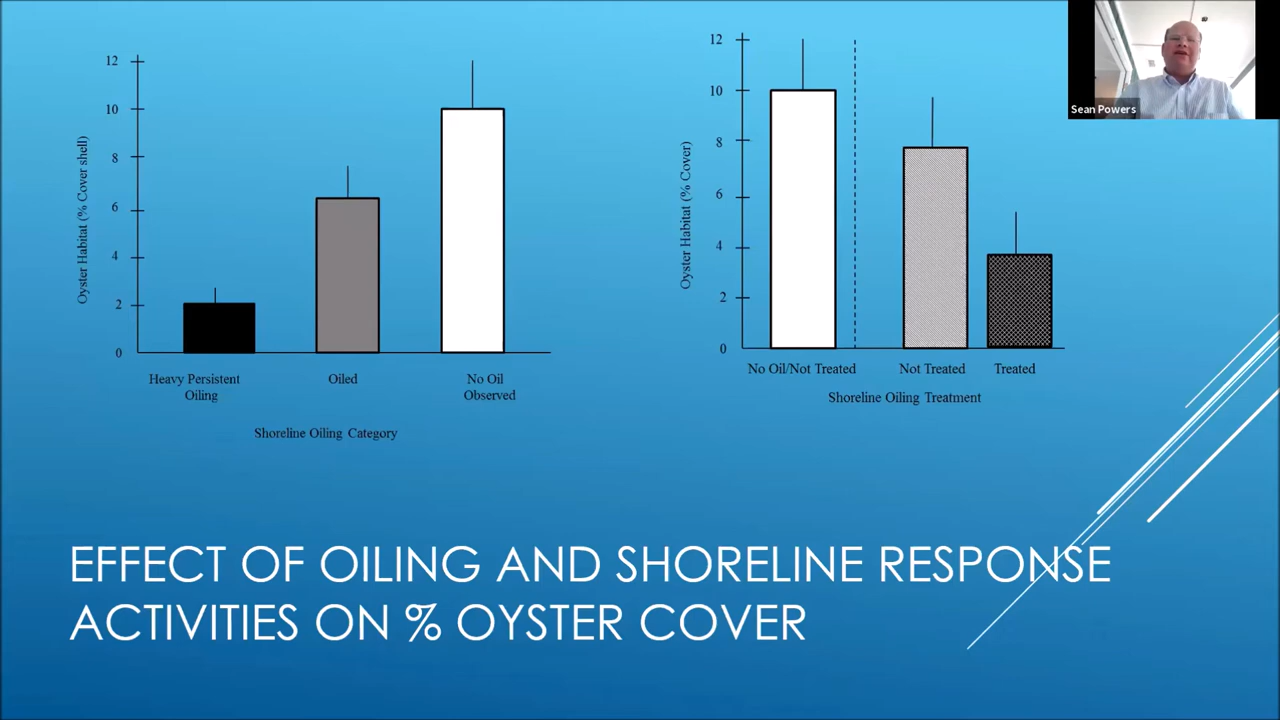 12
10
8
6
4
2
0
Oyster Habitat (% Cover shell)
Heavy Persistent
Oiling
Oiled
No Oil
Observed
Shoreline Oiling Category
12
10
8
6
4
2
0
Oyster Habitat (% Cover)
No Oil/Not Treated
Not Treated
Treated
Shoreline Oiling Treatment
Sean Powers
EFFECT OF OILING AND SHORELINE RESPONSE
ACTIVITIES ON % OYSTER COVER